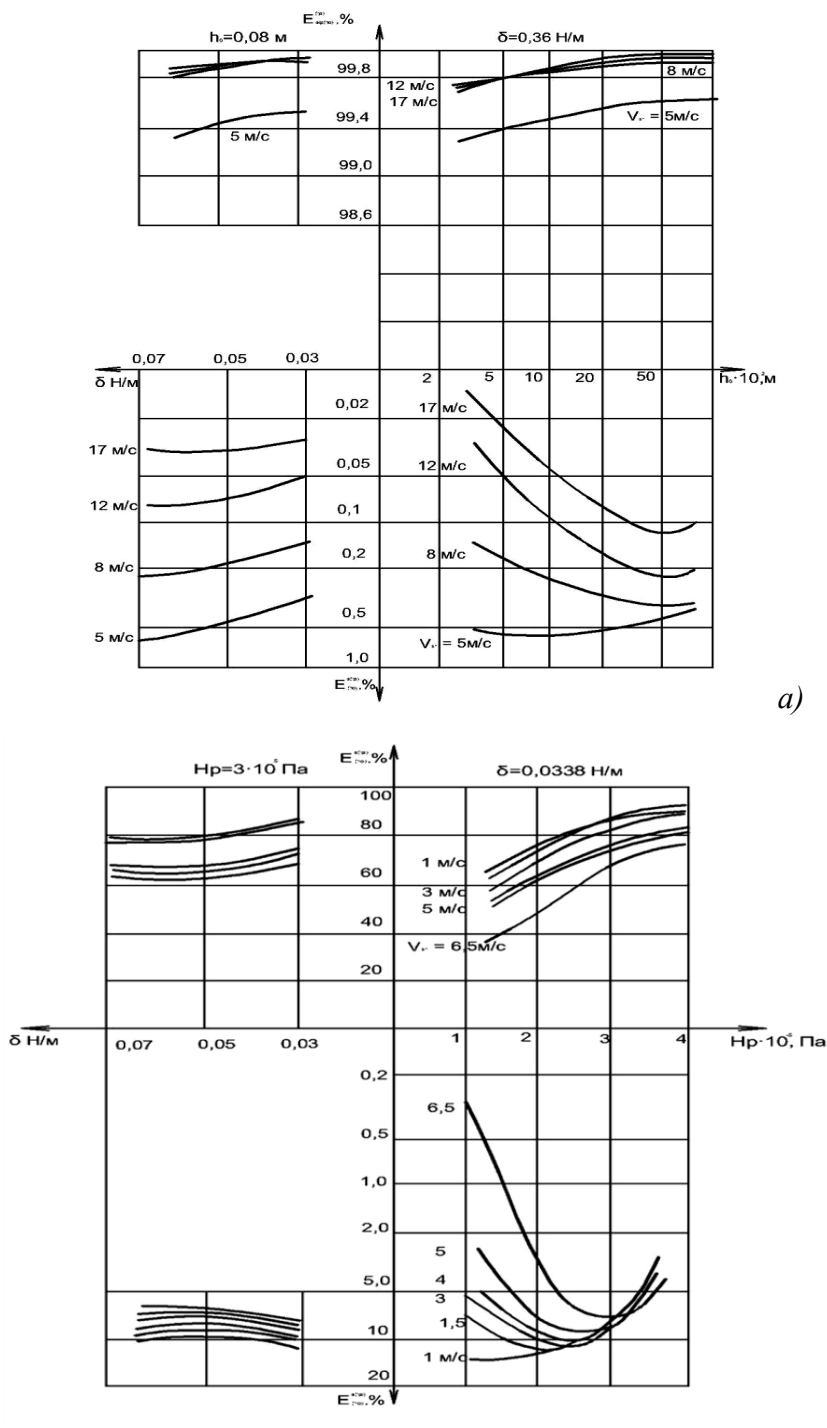 E , %
h₀=0,08 м
δ=0,36 Н/м
99,8
12 м/с
8 м/с
17 м/с
99,4
V = 5м/с
5 м/с
99,0
98,6
0,07
0,05
0,03
δ Н/м
2
5
10
20
50
h₀·10,²м
0,02
17 м/с
17 м/с
0,05
12 м/с
12 м/с
0,1
8 м/с
0,2
8 м/с
0,5
5 м/с
V = 5м/с
1,0
E , %
а)
E , %
Hр=3·10⁵ Па
δ=0,0338 Н/м
100
80
1 м/с
60
3 м/с
5 м/с
40
V = 6,5м/с
20
δ Н/м
0,07
0,05
0,03
1
2
3
4
Hр·10⁵, Па
0,2
6,5
0,5
1,0
2,0
5
4
5,0
3
1,5
10
1 м/с
20
E , %